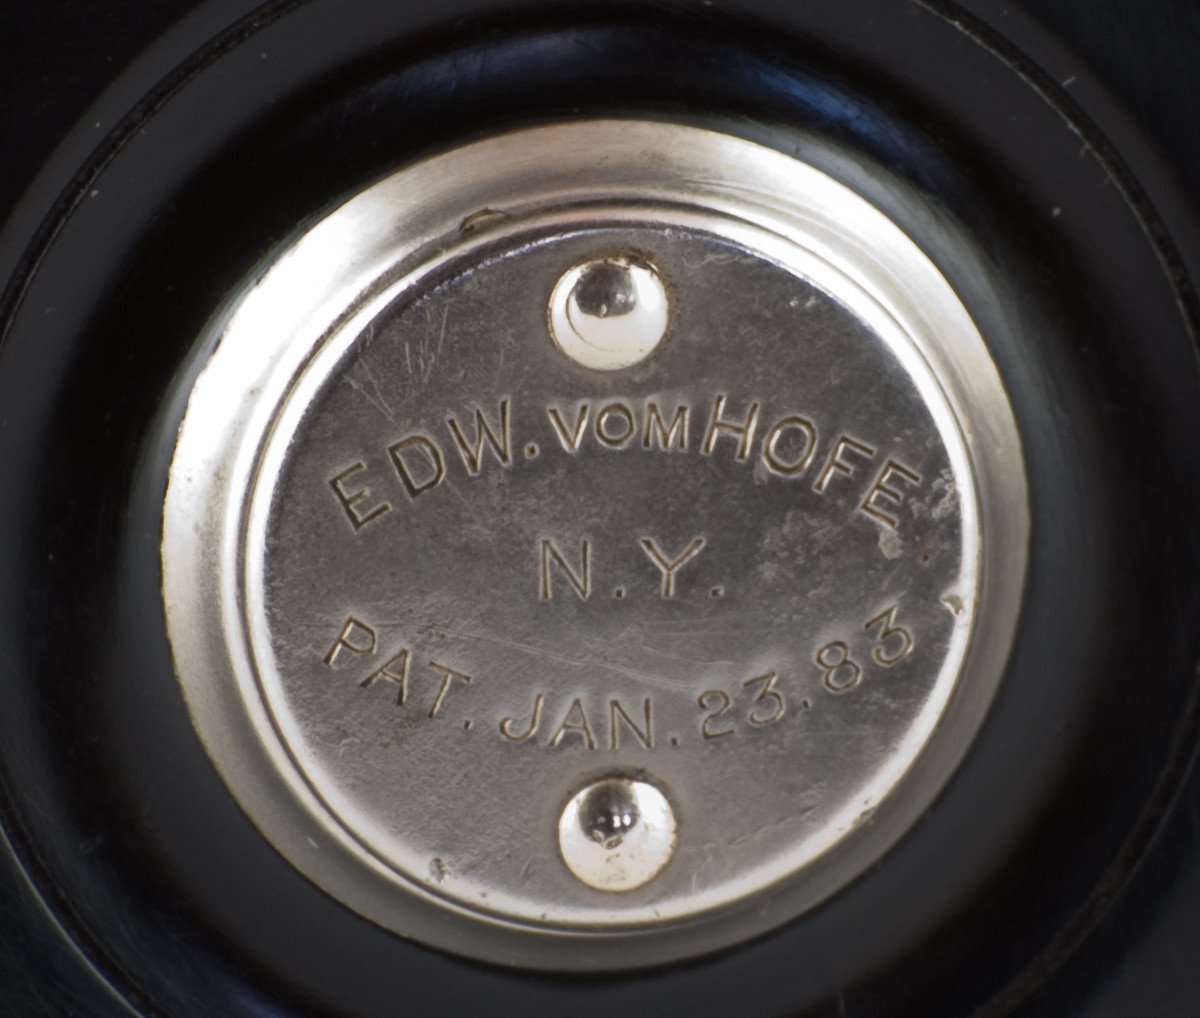 EDW. VOM HOFE
N.Y.
PAT. JAN. 23. 83